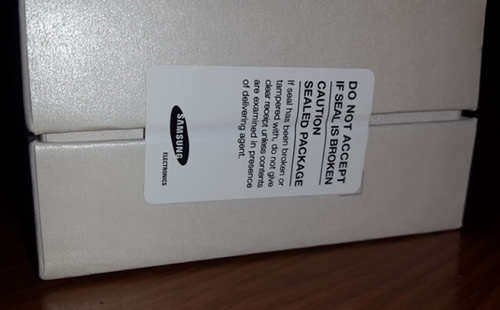 DO NOT ACCEPT
IF SEAL IS BROKEN
CAUTION
SEALED PACKAGE
If seal has been broken or
tampered with, do not give
clear receipt unless contents
are examined in presence
of delivering agent.
SAMSUNG
ELECTRONICS